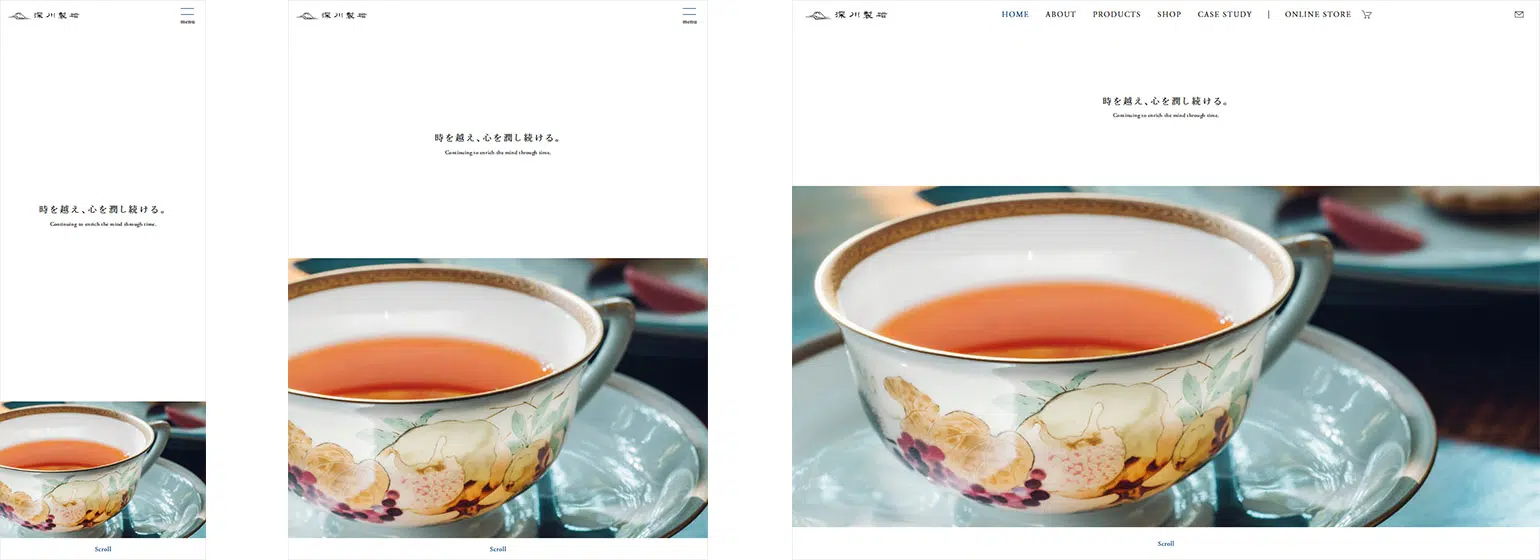 深川製磁
menu
時を越え、心を潤し続ける。
Continuing to enrich the mind through time.
Scroll
深川製磁
menu
時を越え、心を潤し続ける。
Continuing to enrich the mind through time.
Scroll
深川製磁
HOME ABOUT PRODUCTS SHOP CASE STUDY | ONLINE STORE
時を越え、心を潤し続ける。
Continuing to enrich the mind through time.
Scroll